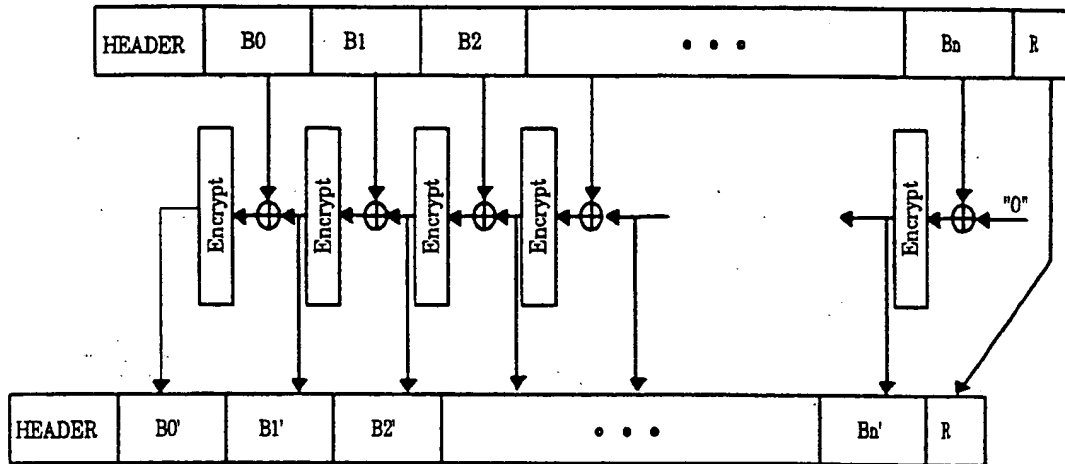 HEADER B0 B1 B2 • • • Bn R
Encrypt Encrypt Encrypt Encrypt Encrypt "0"
HEADER B0' B1' B2' • • • Bn' R